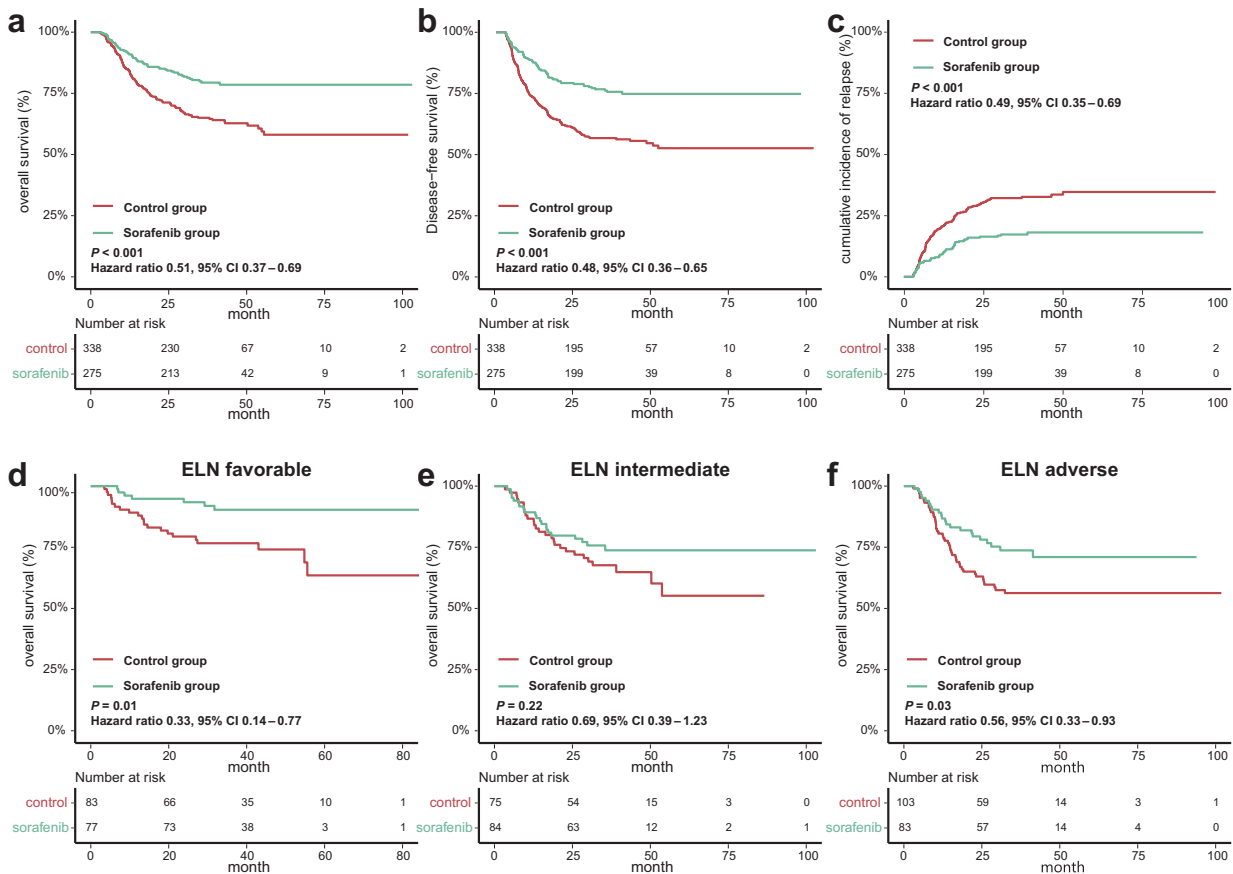 a
overall survival (%)
100%
75%
50%
25%
0%
Control group
Sorafenib group
P < 0.001
Hazard ratio 0.51, 95% CI 0.37–0.69
0 25 50 75 100
month
Number at risk
control 338 230 67 10 2
sorafenib 275 213 42 9 1
0 25 50 75 100
month
b
Disease−free survival (%)
100%
75%
50%
25%
0%
Control group
Sorafenib group
P < 0.001
Hazard ratio 0.48, 95% CI 0.36–0.65
0 25 50 75 100
month
Number at risk
control 338 195 57 10 2
sorafenib 275 199 39 8 0
0 25 50 75 100
month
c
cumulative incidence of relapse (%)
100%
75%
50%
25%
0%
Control group
Sorafenib group
P < 0.001
Hazard ratio 0.49, 95% CI 0.35–0.69
0 25 50 75 100
month
Number at risk
control 338 195 57 10 2
sorafenib 275 199 39 8 0
0 25 50 75 100
month
d
ELN favorable
overall survival (%)
100%
75%
50%
25%
0%
Control group
Sorafenib group
P = 0.01
Hazard ratio 0.33, 95% CI 0.14–0.77
0 20 40 60 80
month
Number at risk
control 83 66 35 10 1
sorafenib 77 73 38 3 1
0 20 40 60 80
month
e
ELN intermediate
overall survival (%)
100%
75%
50%
25%
0%
Control group
Sorafenib group
P = 0.22
Hazard ratio 0.69, 95% CI 0.39–1.23
0 25 50 75 100
month
Number at risk
control 75 54 15 3 0
sorafenib 84 63 12 2 1
0 25 50 75 100
month
f
ELN adverse
overall survival (%)
100%
75%
50%
25%
0%
Control group
Sorafenib group
P = 0.03
Hazard ratio 0.56, 95% CI 0.33–0.93
0 25 50 75 100
month
Number at risk
control 103 59 14 3 1
sorafenib 83 57 14 4 0
0 25 50 75 100
month